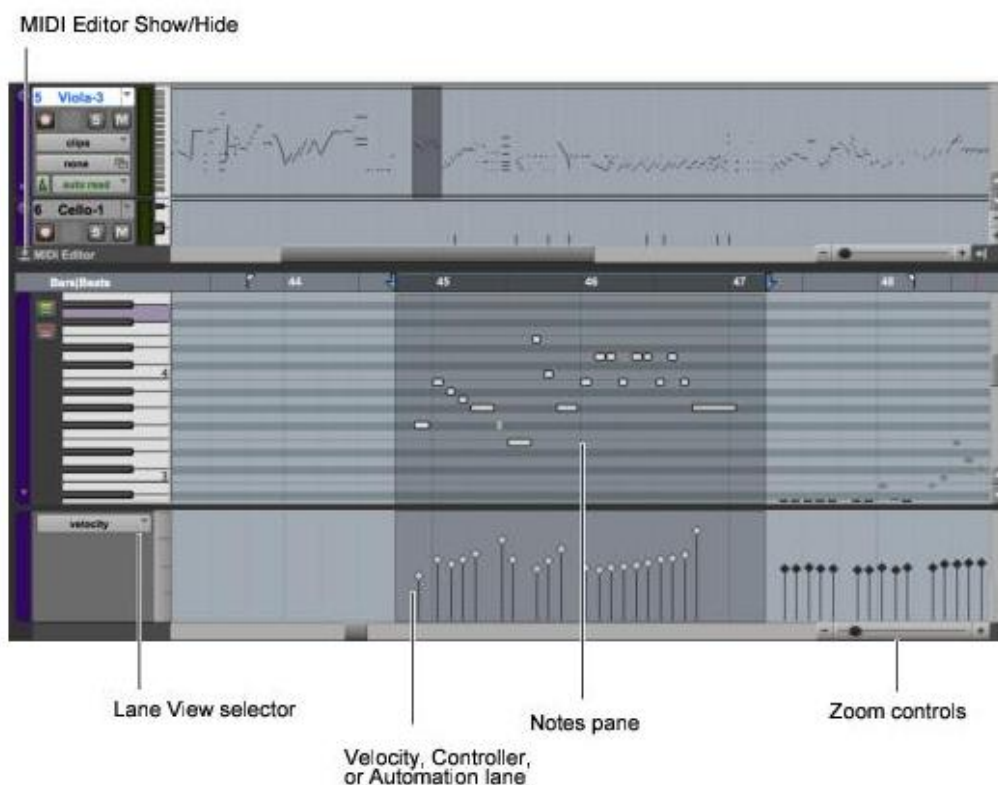 MIDI Editor Show/Hide
5 Viola-3
S M
clips
none
auto read
6 Cello-1
S M
MIDI Editor
Bars|Beats 44 45 46 47 48
4
3
velocity
Lane View selector
Notes pane
Zoom controls
Velocity, Controller,
or Automation lane